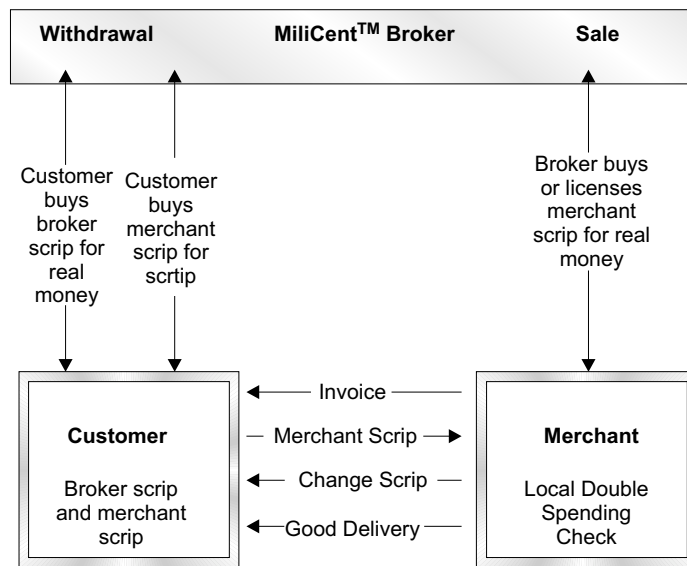 Withdrawal MiliCent™ Broker Sale
Customer
buys
broker
scrip for
real
money
Customer
buys
merchant
scrip for
scrtip
Broker buys
or licenses
merchant
scrip for real
money
Customer
Broker scrip
and merchant
scrip
Invoice
Merchant Scrip
Change Scrip
Good Delivery
Merchant
Local Double
Spending
Check